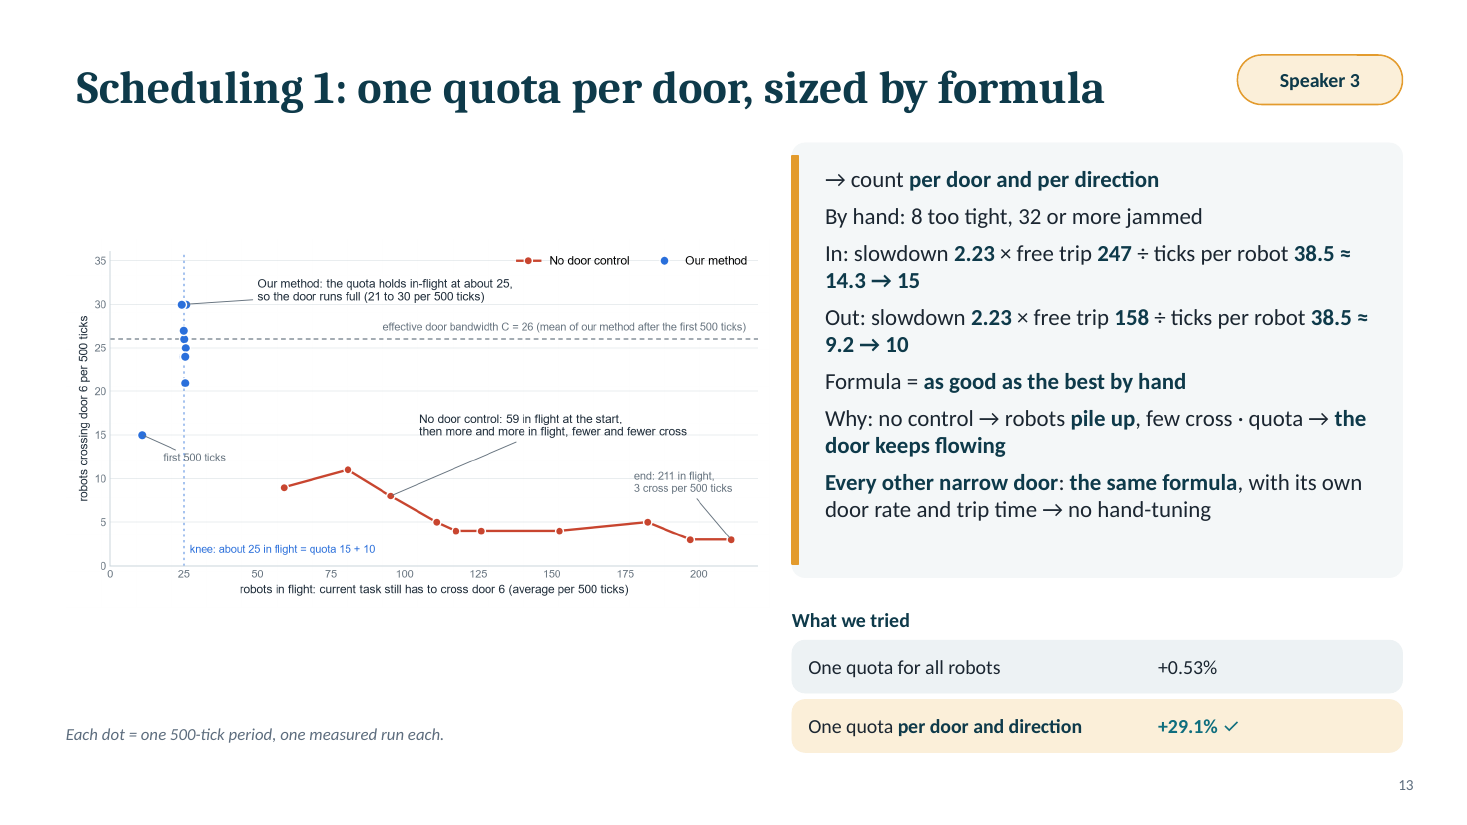 Scheduling 1: one quota per door, sized by formula
Speaker 3
No door control
Our method
Our method: the quota holds in-flight at about 25,
so the door runs full (21 to 30 per 500 ticks)
effective door bandwidth C = 26 (mean of our method after the first 500 ticks)
No door control: 59 in flight at the start,
then more and more in flight, fewer and fewer cross
first 500 ticks
end: 211 in flight,
3 cross per 500 ticks
knee: about 25 in flight = quota 15 + 10
robots crossing door 6 per 500 ticks
35
30
25
20
15
10
5
0
0 25 50 75 100 125 150 175 200
robots in flight: current task still has to cross door 6 (average per 500 ticks)
Each dot = one 500-tick period, one measured run each.
→ count per door and per direction
By hand: 8 too tight, 32 or more jammed
In: slowdown 2.23 × free trip 247 ÷ ticks per robot 38.5 ≈
14.3 → 15
Out: slowdown 2.23 × free trip 158 ÷ ticks per robot 38.5 ≈
9.2 → 10
Formula = as good as the best by hand
Why: no control → robots pile up, few cross · quota → the
door keeps flowing
Every other narrow door: the same formula, with its own
door rate and trip time → no hand-tuning
What we tried
One quota for all robots +0.53%
One quota per door and direction +29.1% ✓
13